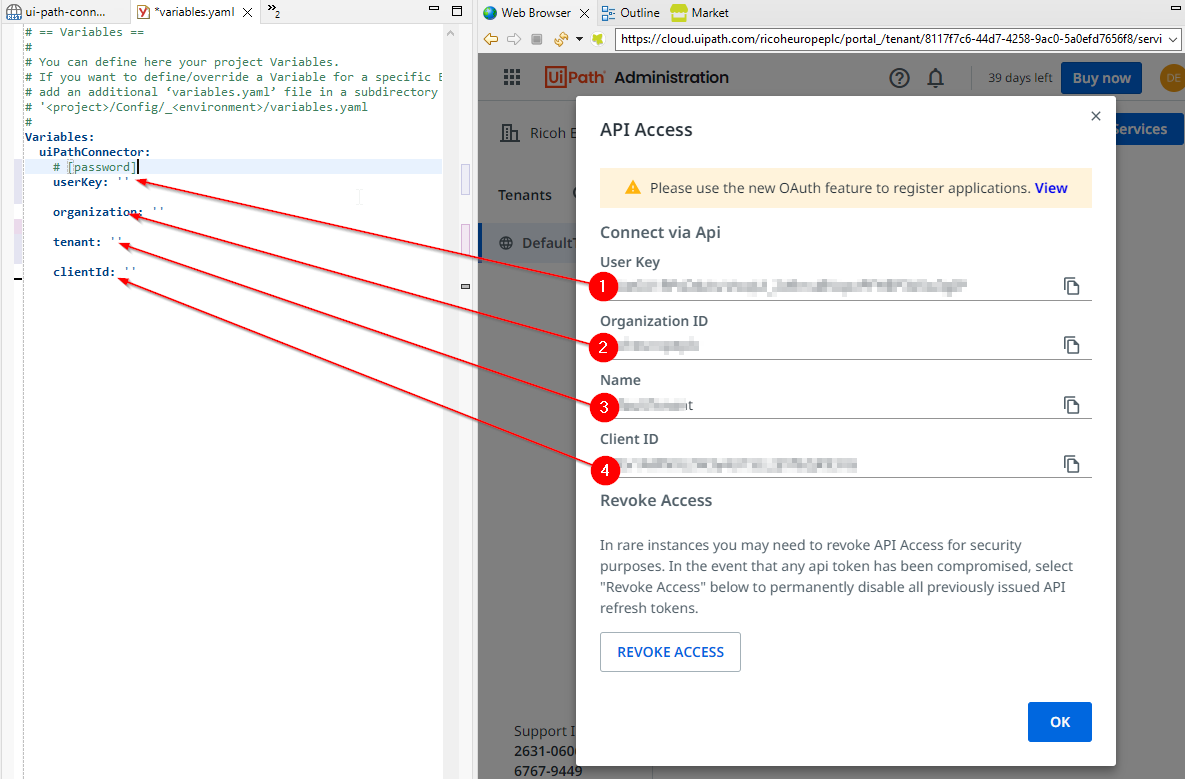 ui-path-conn...
*variables.yaml
2
# == Variables ==
#
# You can define here your project Variables.
# If you want to define/override a Variable for a specific E
# add an additional ‘variables.yaml’ file in a subdirectory
# '<project>/Config/_<environment>/variables.yaml
#
Variables:
uiPathConnector:
# [password]
userKey: ''
organization: ''
tenant: ''
clientId: ''
Web Browser
Outline
Market
https://cloud.uipath.com/ricoheuropeplc/portal_/tenant/8117f7c6-44d7-4258-9ac0-5a0efd7656f8/servi
UiPath Administration
39 days left
Buy now
DE
Ricoh E
Services
Tenants
DefaultT
API Access
Please use the new OAuth feature to register applications. View
Connect via Api
User Key
1
Organization ID
2
Name
3
Client ID
4
Revoke Access
In rare instances you may need to revoke API Access for security
purposes. In the event that any api token has been compromised, select
"Revoke Access" below to permanently disable all previously issued API
refresh tokens.
REVOKE ACCESS
OK
Support I
2631-060
6767-9449